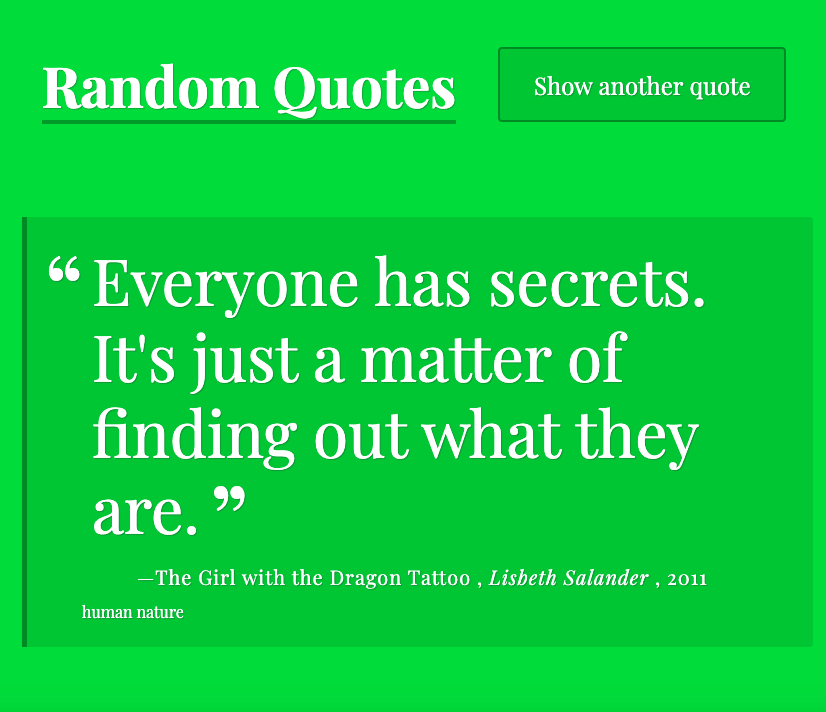 Random Quotes
Show another quote
“ Everyone has secrets.
It's just a matter of
finding out what they
are. ”
—The Girl with the Dragon Tattoo , Lisbeth Salander , 2011
human nature